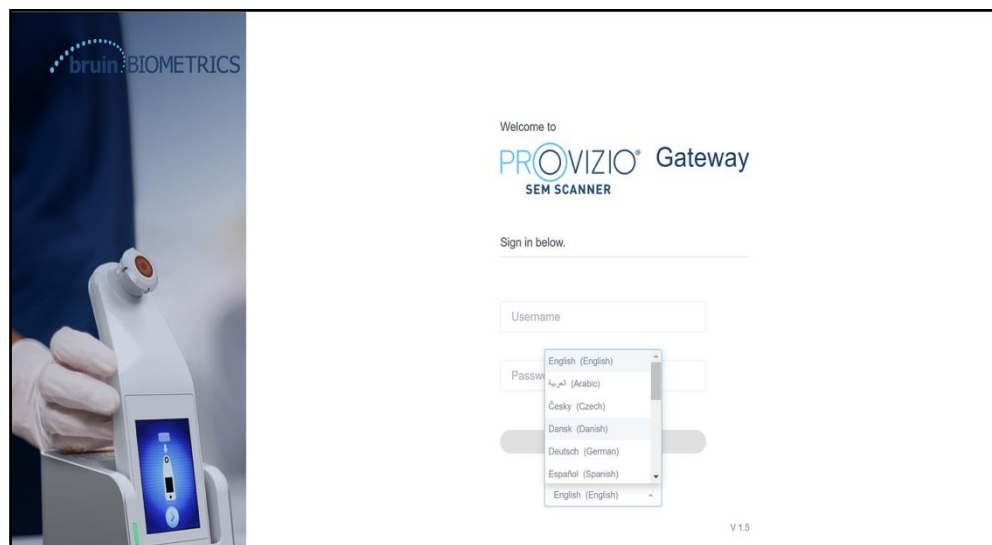 bruin BIOMETRICS
Welcome to
PROVIZIO® Gateway
SEM SCANNER
Sign in below.
Username
English (English)
العربية (Arabic)
Česky (Czech)
Dansk (Danish)
Deutsch (German)
Español (Spanish)
English (English)
V 1.5